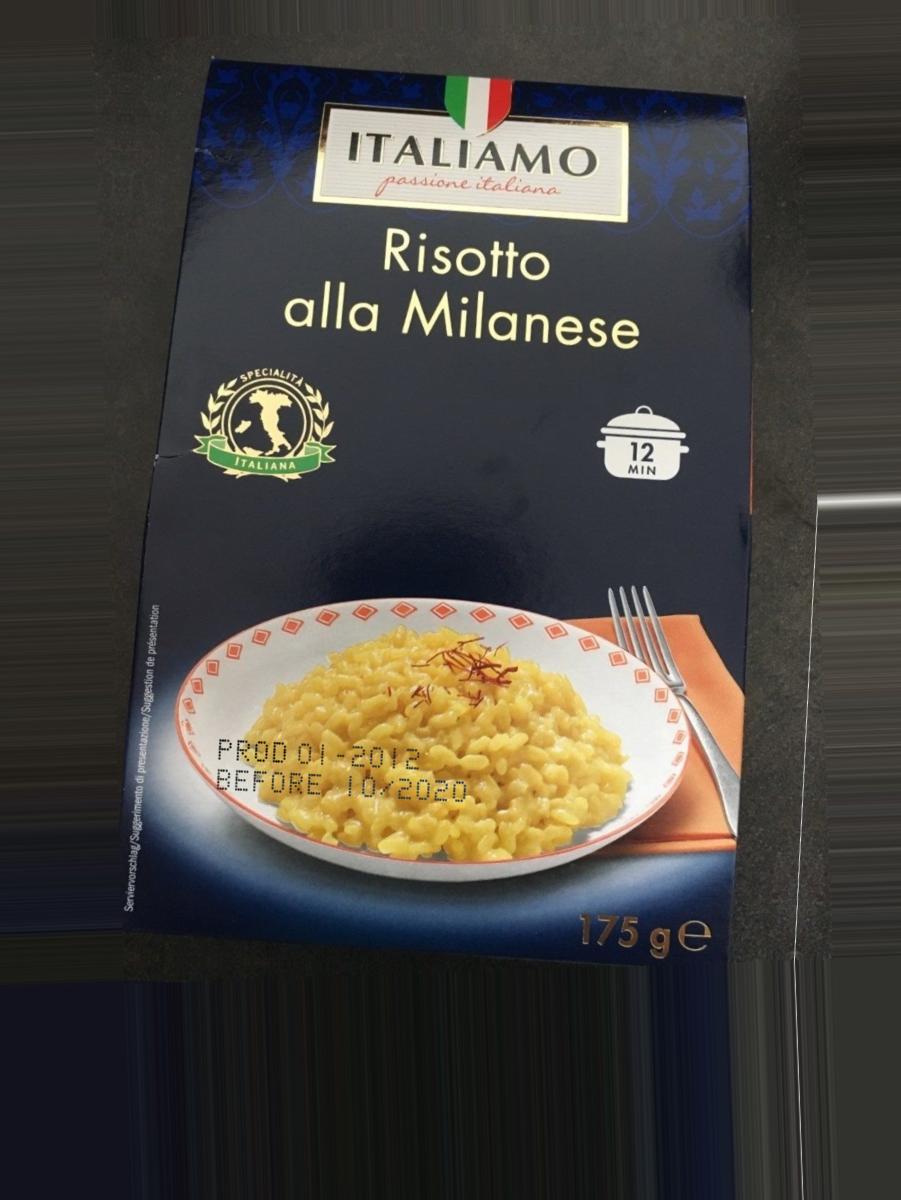 ITALIAMO
passione italiana
Risotto
alla Milanese
SPECIALITÀ
ITALIANA
12
MIN
Serviervorschlag/Suggerimento di presentazione/Suggestion de présentation
PROD 01-2012
BEFORE 10/2020
175 g e